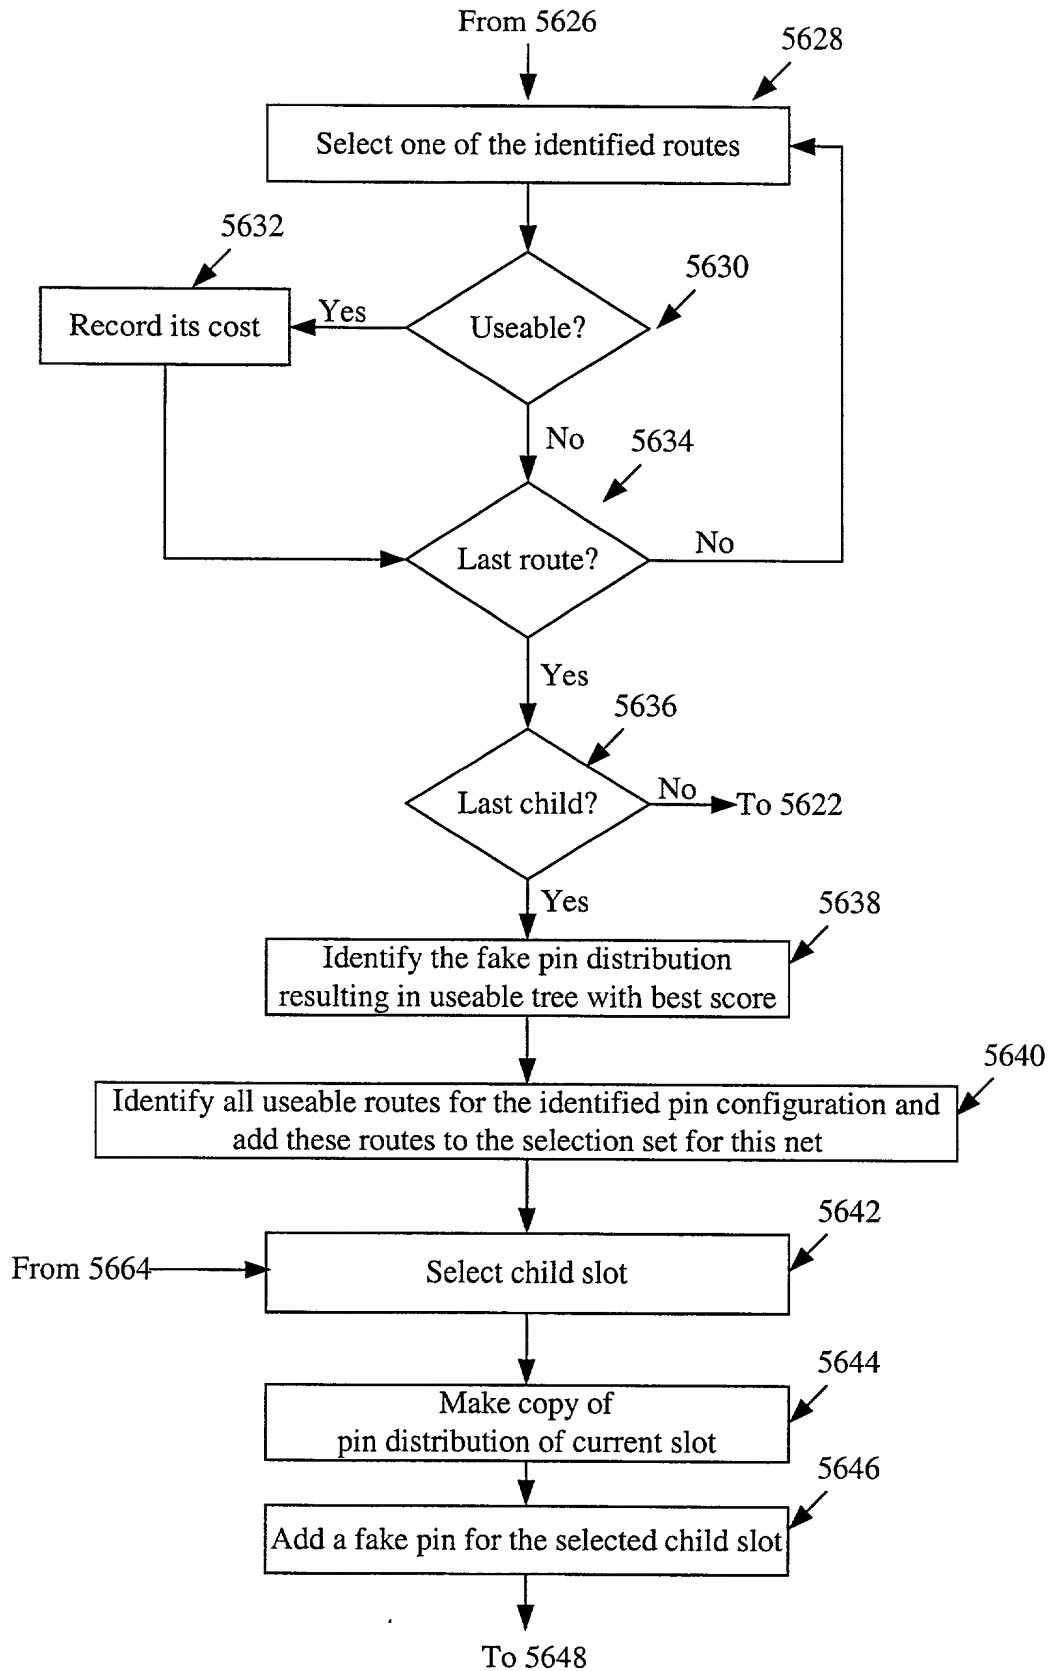 From 5626
5628
Select one of the identified routes
5632
5630
Record its cost
Yes
Useable?
No
5634
Last route?
No
Yes
5636
Last child?
No
To 5622
Yes
5638
Identify the fake pin distribution
resulting in useable tree with best score
5640
Identify all useable routes for the identified pin configuration and
add these routes to the selection set for this net
5642
From 5664
Select child slot
5644
Make copy of
pin distribution of current slot
5646
Add a fake pin for the selected child slot
To 5648